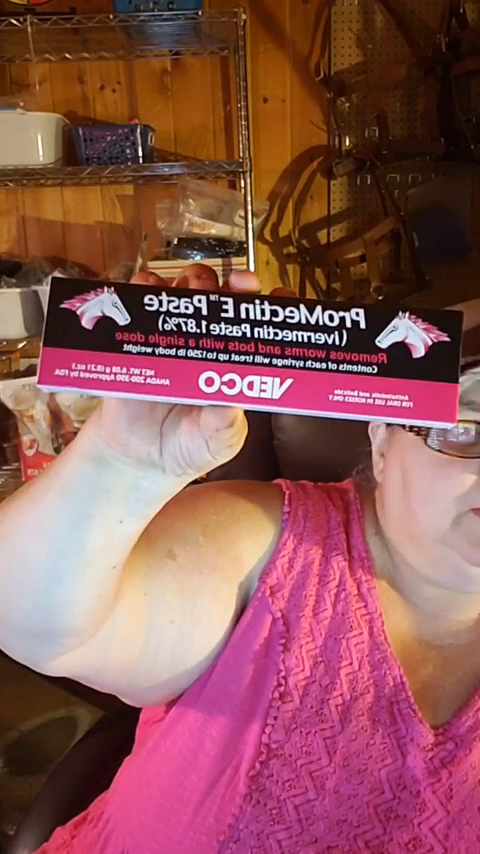 ProMectin E™ Paste
(Ivermectin Paste 1.87%)
Removes worms and bots with a single dose
Contents of each syringe will treat up to 1250 lb body weight
Anthelmintic and Boticide
FOR ORAL USE IN HORSES ONLY
VEDCO
NET WT. 6.08 g (0.21 oz.)
ANADA 200-390 Approved by FDA